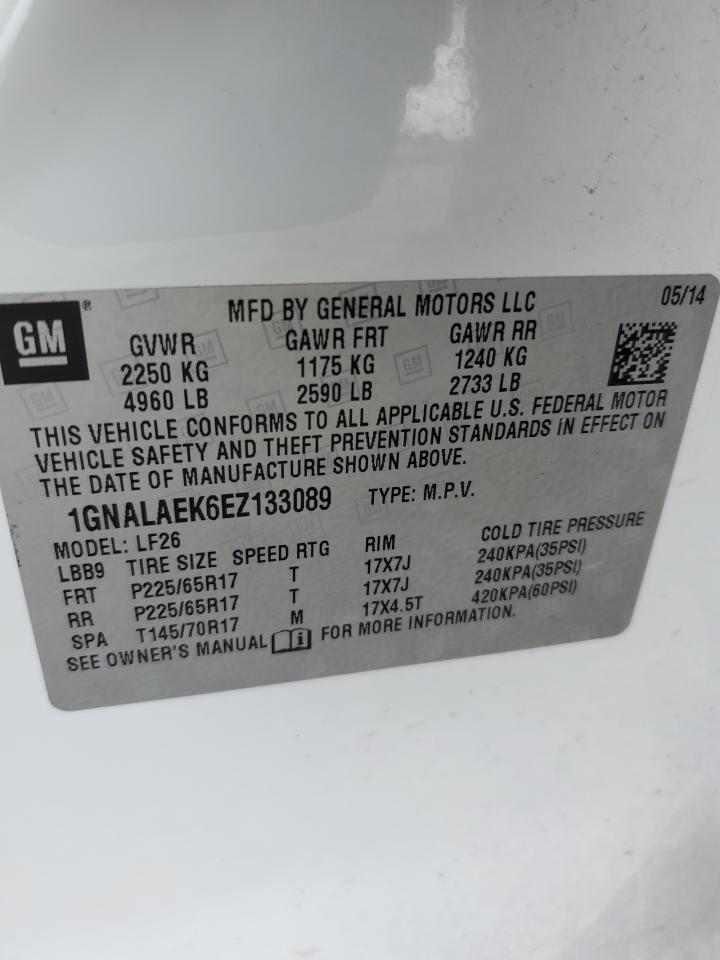 GM®
MFD BY GENERAL MOTORS LLC 05/14
GVWR GAWR FRT GAWR RR
2250 KG 1175 KG 1240 KG
4960 LB 2590 LB 2733 LB
THIS VEHICLE CONFORMS TO ALL APPLICABLE U.S. FEDERAL MOTOR
VEHICLE SAFETY AND THEFT PREVENTION STANDARDS IN EFFECT ON
THE DATE OF MANUFACTURE SHOWN ABOVE.
1GNALAEK6EZ133089 TYPE: M.P.V.
MODEL: LF26
LBB9 TIRE SIZE SPEED RTG RIM COLD TIRE PRESSURE
FRT P225/65R17 T 17X7J 240KPA(35PSI)
RR P225/65R17 T 17X7J 240KPA(35PSI)
SPA T145/70R17 M 17X4.5T 420KPA(60PSI)
SEE OWNER'S MANUAL FOR MORE INFORMATION.